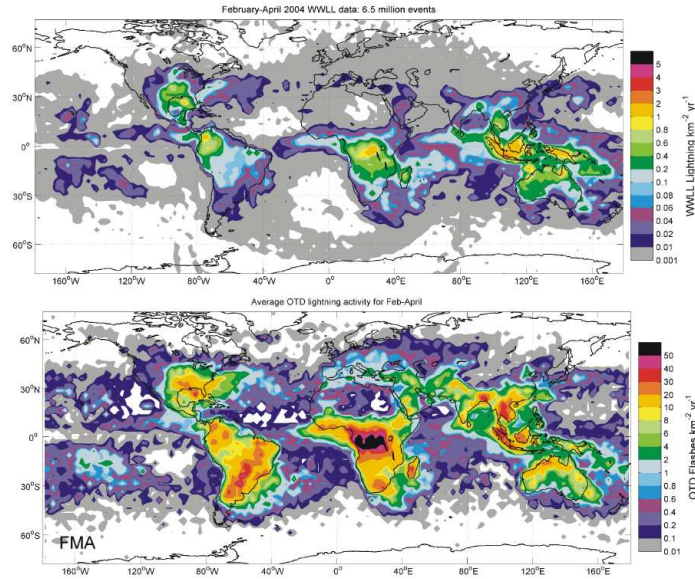 February-April 2004 WWLL data: 6.5 million events
60°N
30°N
0°
30°S
60°S
160°W 120°W 80°W 40°W 0° 40°E 80°E 120°E 160°E
5
4
3
2
1
0.8
0.6
0.4
0.2
0.1
0.08
0.06
0.04
0.02
0.01
0.001
WWLL Lightning km⁻² yr⁻¹
Average OTD lightning activity for Feb-April
60°N
30°N
0°
30°S
60°S
FMA
160°W 120°W 80°W 40°W 0° 40°E 80°E 120°E 160°E
50
40
30
20
10
8
6
4
2
1
0.8
0.6
0.4
0.2
0.1
0.01
OTD Flashes km⁻² yr⁻¹